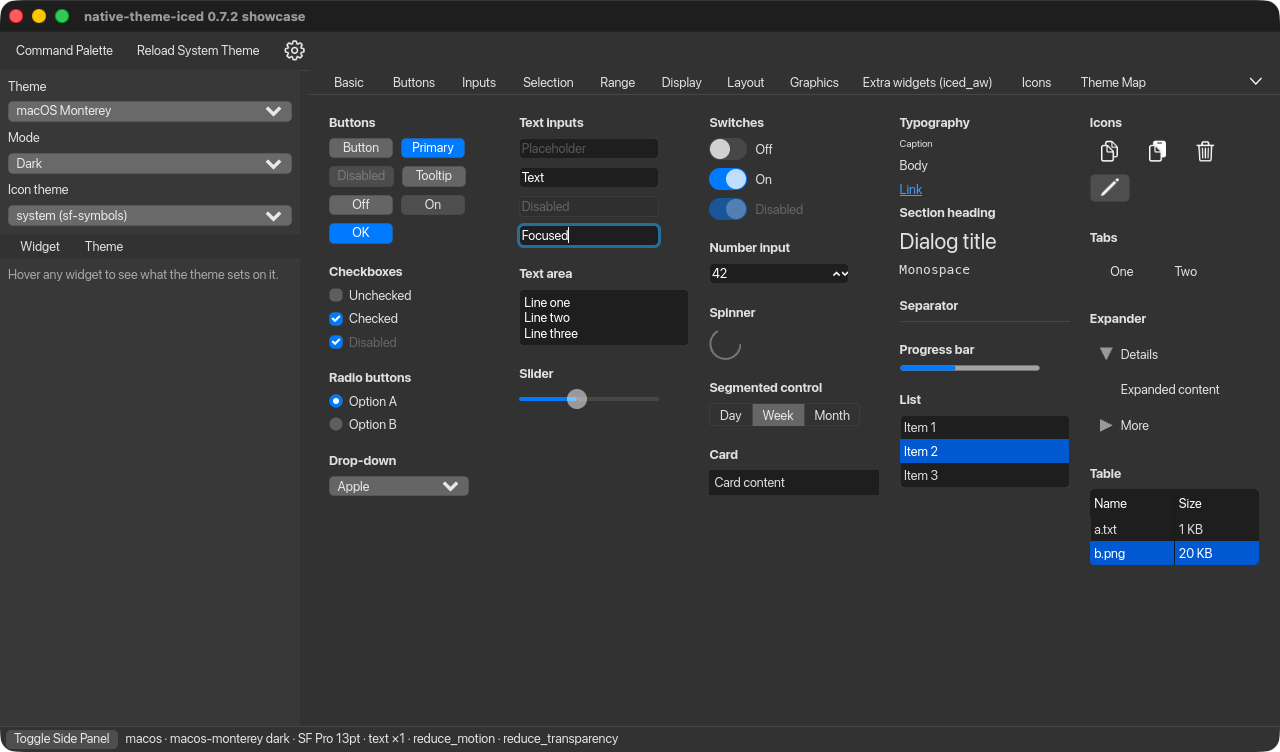 native-theme-iced 0.7.2 showcase
Command Palette
Reload System Theme
Theme
macOS Monterey
Mode
Dark
Icon theme
system (sf-symbols)
Widget
Theme
Hover any widget to see what the theme sets on it.
Basic
Buttons
Inputs
Selection
Range
Display
Layout
Graphics
Extra widgets (iced_aw)
Icons
Theme Map
Buttons
Button
Primary
Disabled
Tooltip
Off
On
OK
Checkboxes
Unchecked
Checked
Disabled
Radio buttons
Option A
Option B
Drop-down
Apple
Text inputs
Placeholder
Text
Disabled
Focused
Text area
Line one
Line two
Line three
Slider
Switches
Off
On
Disabled
Number input
42
Spinner
Segmented control
Day
Week
Month
Card
Card content
Typography
Caption
Body
Link
Section heading
Dialog title
Monospace
Separator
Progress bar
List
Item 1
Item 2
Item 3
Icons
Tabs
One
Two
Expander
Details
Expanded content
More
Table
Name
Size
a.txt
1 KB
b.png
20 KB
Toggle Side Panel
macos · macos-monterey dark · SF Pro 13pt · text ×1 · reduce_motion · reduce_transparency